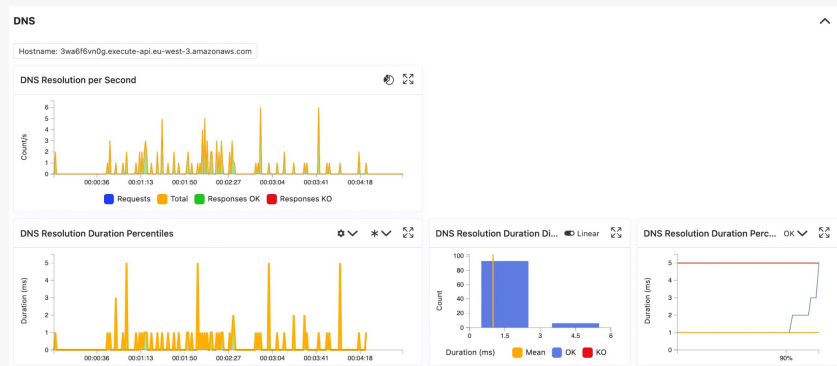 DNS
Hostname: 3wa6f6vn0g.execute-api.eu-west-3.amazonaws.com
DNS Resolution per Second
Count/s
6
5
4
3
2
1
0
00:00:36 00:01:13 00:01:50 00:02:27 00:03:04 00:03:41 00:04:18
Requests Total Responses OK Responses KO
DNS Resolution Duration Percentiles
Duration (ms)
5
4
3
2
1
0
00:00:36 00:01:13 00:01:50 00:02:27 00:03:04 00:03:41 00:04:18
DNS Resolution Duration Di... Linear
Count
100
80
60
40
20
0
0 1.5 3 4.5 6
Duration (ms) Mean OK KO
DNS Resolution Duration Perc... OK
Duration (ms)
5
4
3
2
1
0
90%